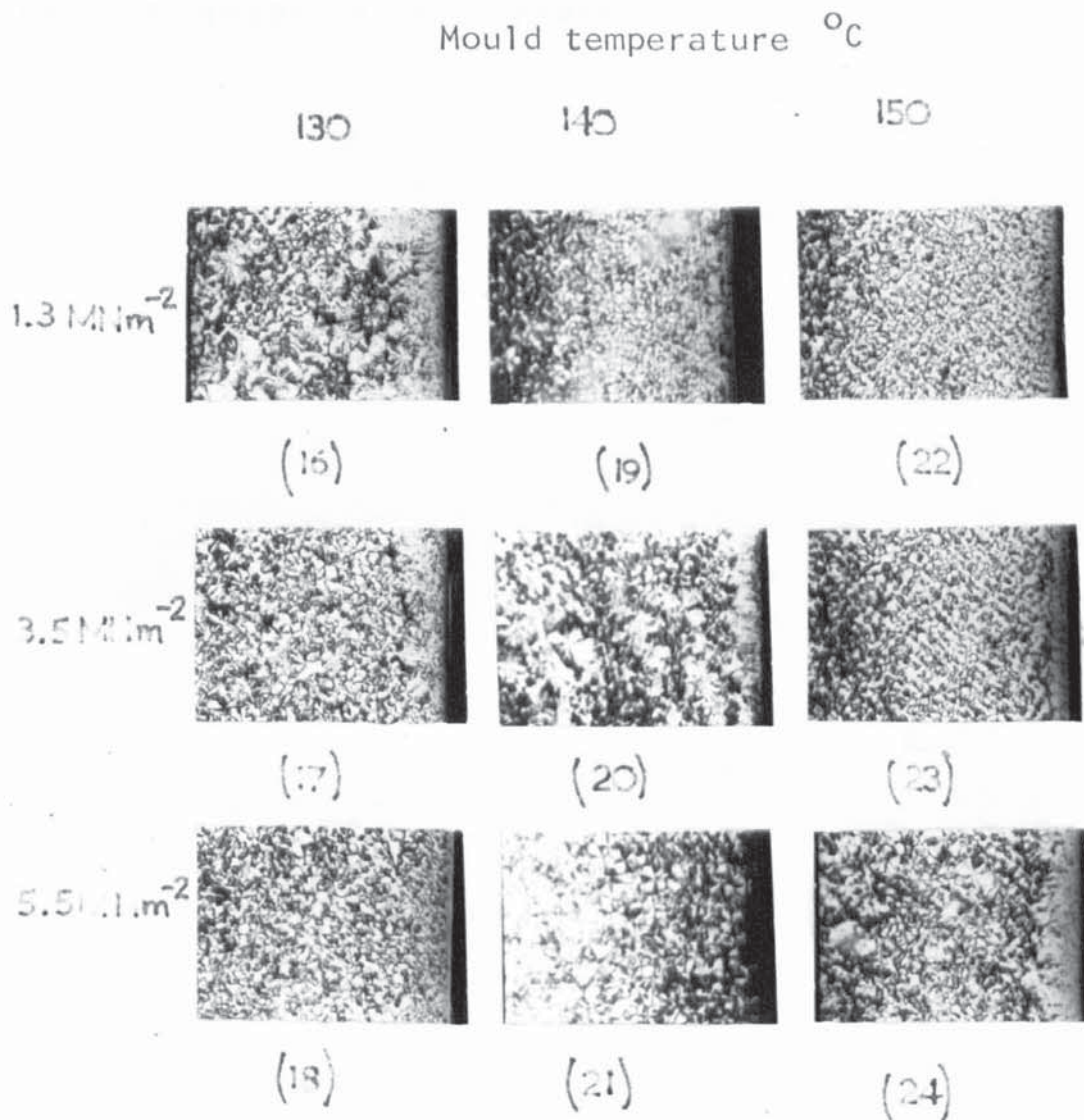 Mould temperature °C
130 140 150
1.3 MNm⁻²
(16) (19) (22)
3.5 MNm⁻²
(17) (20) (23)
5.5 m⁻²
(18) (21) (24)